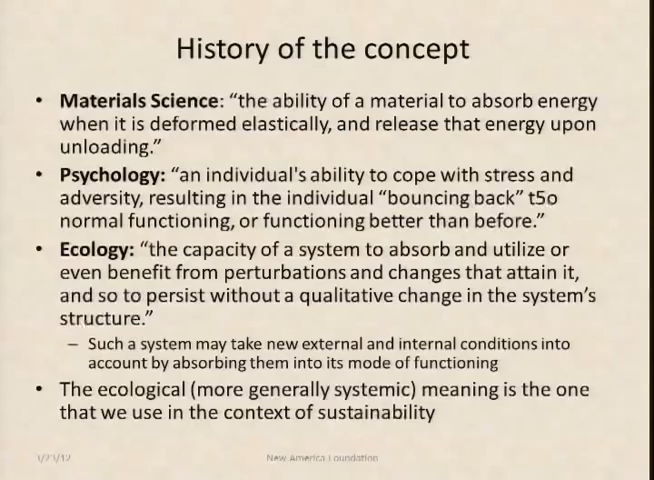 History of the concept
• Materials Science: “the ability of a material to absorb energy
when it is deformed elastically, and release that energy upon
unloading.”
• Psychology: “an individual's ability to cope with stress and
adversity, resulting in the individual “bouncing back” t5o
normal functioning, or functioning better than before.”
• Ecology: “the capacity of a system to absorb and utilize or
even benefit from perturbations and changes that attain it,
and so to persist without a qualitative change in the system’s
structure.”
– Such a system may take new external and internal conditions into
account by absorbing them into its mode of functioning
• The ecological (more generally systemic) meaning is the one
that we use in the context of sustainability
New America Foundation